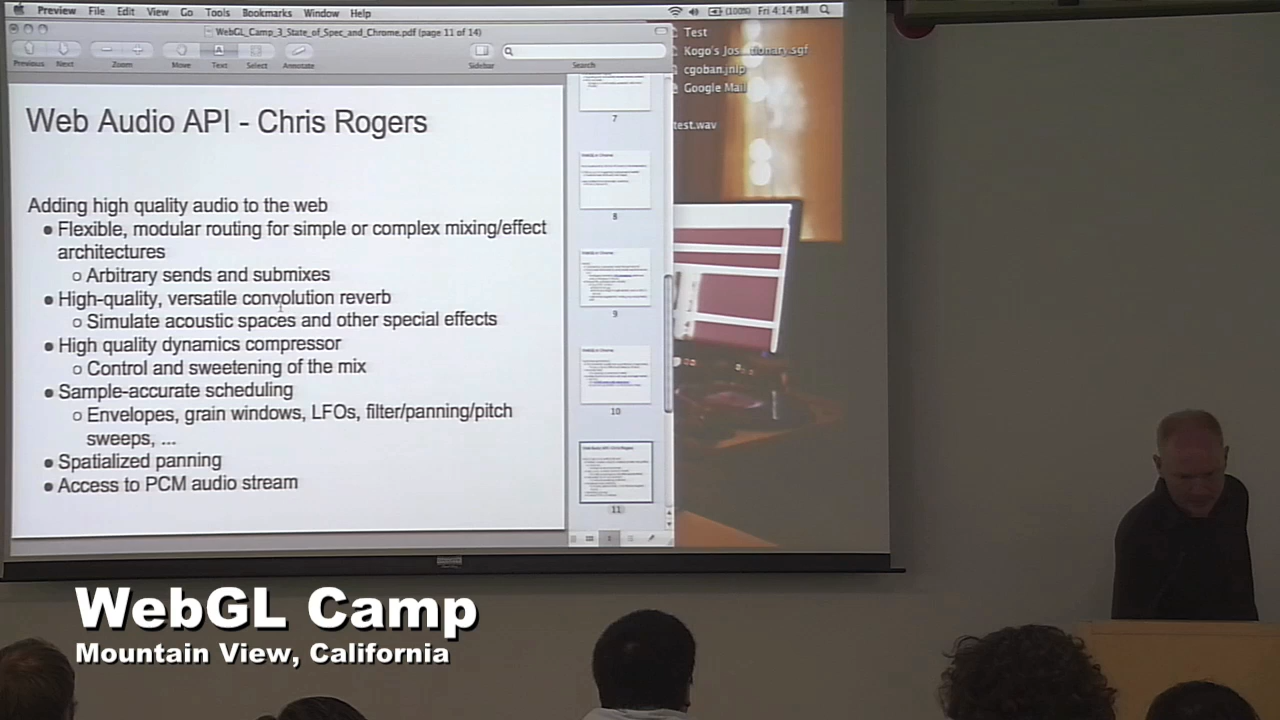 Preview File Edit View Go Tools Bookmarks Window Help (100%) Fri 4:14 PM
WebGL_Camp_3_State_of_Spec_and_Chrome.pdf (page 11 of 14)
Previous Next Zoom Move Text Select Annotate Sidebar Search
Test
Kogo's Jos...tionary.sgf
cgoban.jnlp
Google Mail
test.wav
Web Audio API - Chris Rogers
Adding high quality audio to the web
● Flexible, modular routing for simple or complex mixing/effect
architectures
○ Arbitrary sends and submixes
● High-quality, versatile convolution reverb
○ Simulate acoustic spaces and other special effects
● High quality dynamics compressor
○ Control and sweetening of the mix
● Sample-accurate scheduling
○ Envelopes, grain windows, LFOs, filter/panning/pitch
sweeps, ...
● Spatialized panning
● Access to PCM audio stream
7
8
9
10
11
WebGL Camp
Mountain View, California